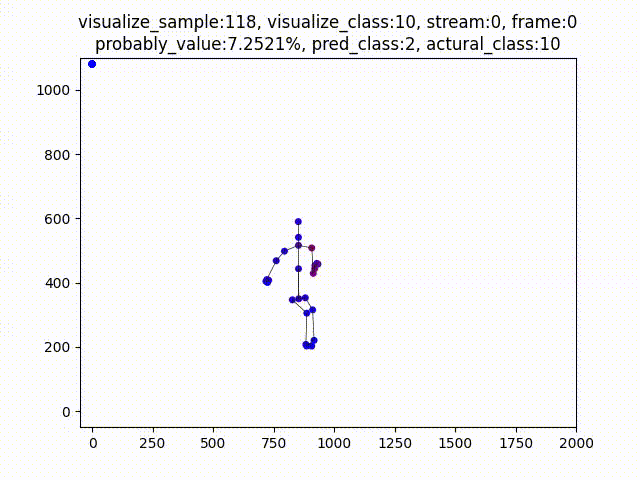 visualize_sample:118, visualize_class:10, stream:0, frame:0
probably_value:7.2521%, pred_class:2, actural_class:10
1000
800
600
400
200
0
0 250 500 750 1000 1250 1500 1750 2000